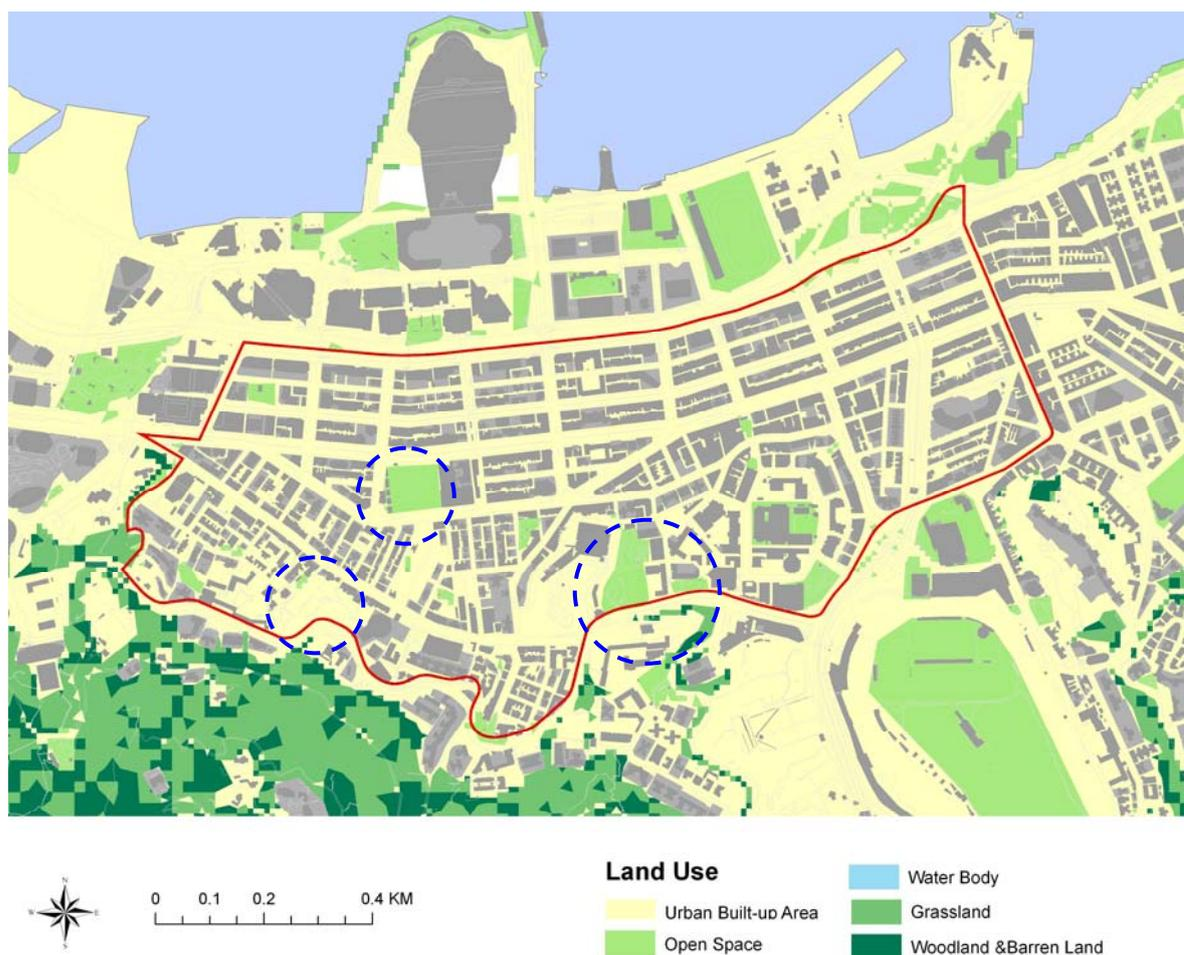 Land Use
Urban Built-up Area
Open Space
Water Body
Grassland
Woodland &Barren Land
N
W E
S
0 0.1 0.2 0.4 KM